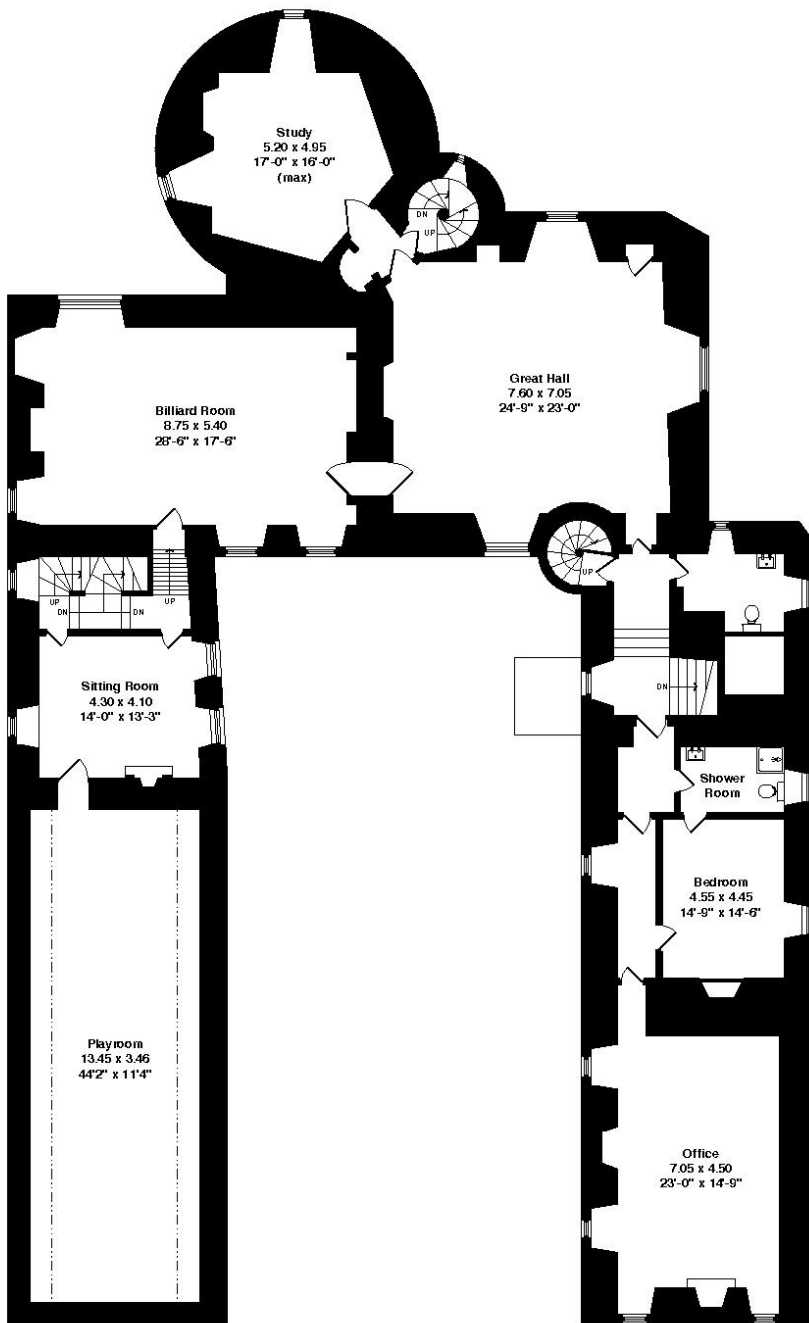 Study
5.20 x 4.95
17'-0" x 16'-0"
(max)
DN
UP
Great Hall
7.60 x 7.05
24'-9" x 23'-0"
Billiard Room
8.75 x 5.40
28'-6" x 17'-6"
UP
UP
DN
DN
UP
Sitting Room
4.30 x 4.10
14'-0" x 13'-3"
DN
Shower
Room
Bedroom
4.55 x 4.45
14'-9" x 14'-6"
Playroom
13.45 x 3.46
44'2" x 11'4"
Office
7.05 x 4.50
23'-0" x 14'-9"